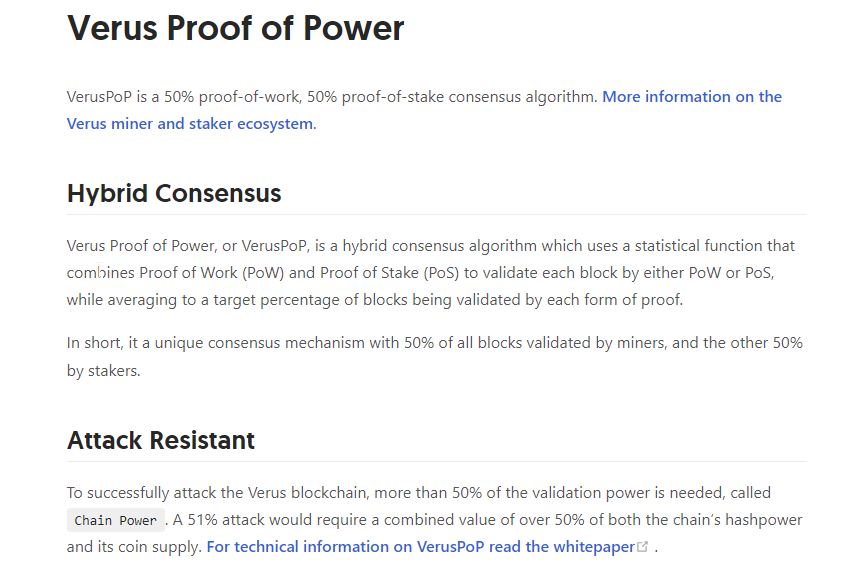 Verus Proof of Power
VerusPoP is a 50% proof-of-work, 50% proof-of-stake consensus algorithm. More information on the
Verus miner and staker ecosystem.
Hybrid Consensus
Verus Proof of Power, or VerusPoP, is a hybrid consensus algorithm which uses a statistical function that
combines Proof of Work (PoW) and Proof of Stake (PoS) to validate each block by either PoW or PoS,
while averaging to a target percentage of blocks being validated by each form of proof.
In short, it a unique consensus mechanism with 50% of all blocks validated by miners, and the other 50%
by stakers.
Attack Resistant
To successfully attack the Verus blockchain, more than 50% of the validation power is needed, called
Chain Power . A 51% attack would require a combined value of over 50% of both the chain's hashpower
and its coin supply. For technical information on VerusPoP read the whitepaper .